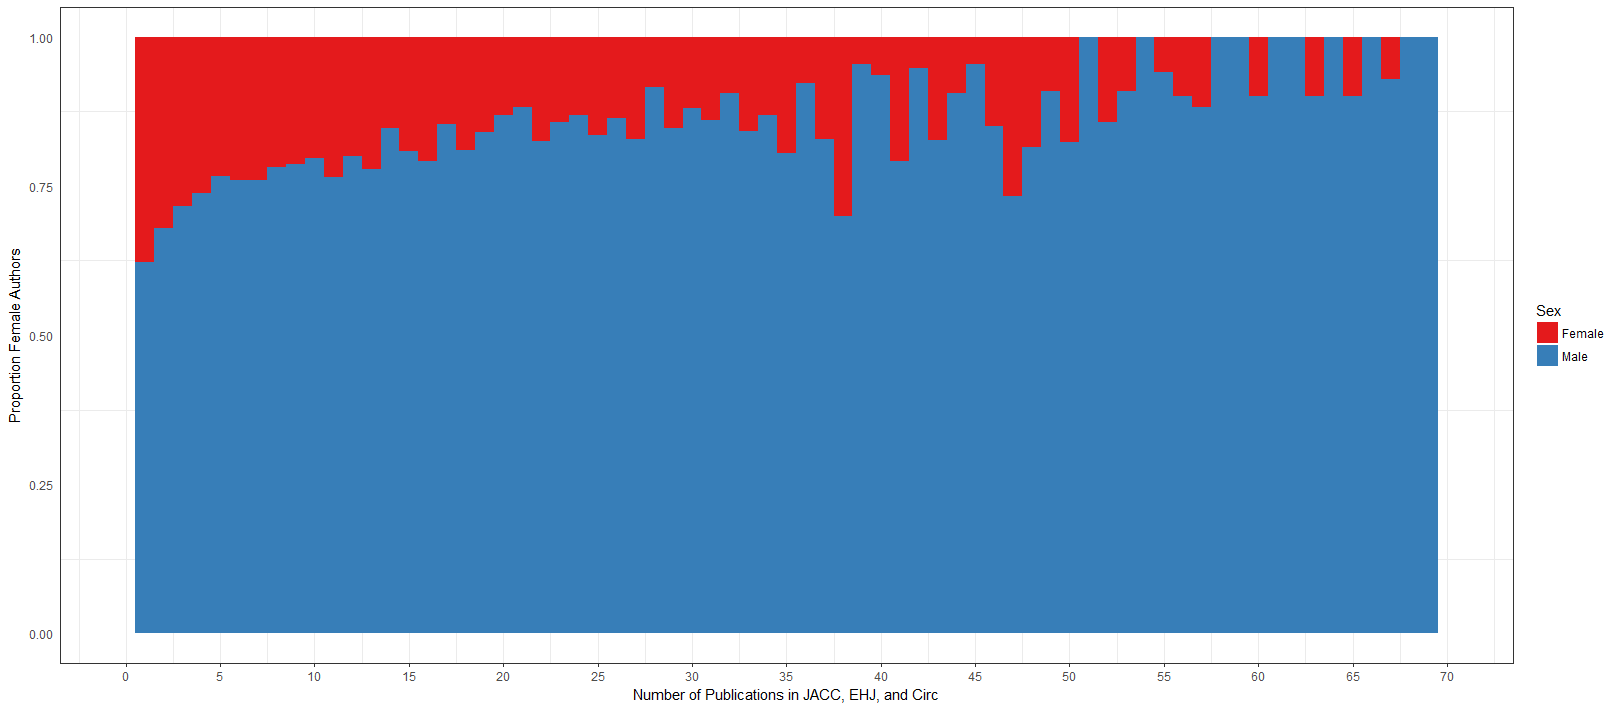 1.00
0.75
0.50
0.25
0.00
Proportion Female Authors
0 5 10 15 20 25 30 35 40 45 50 55 60 65 70
Number of Publications in JACC, EHJ, and Circ
Sex
Female
Male